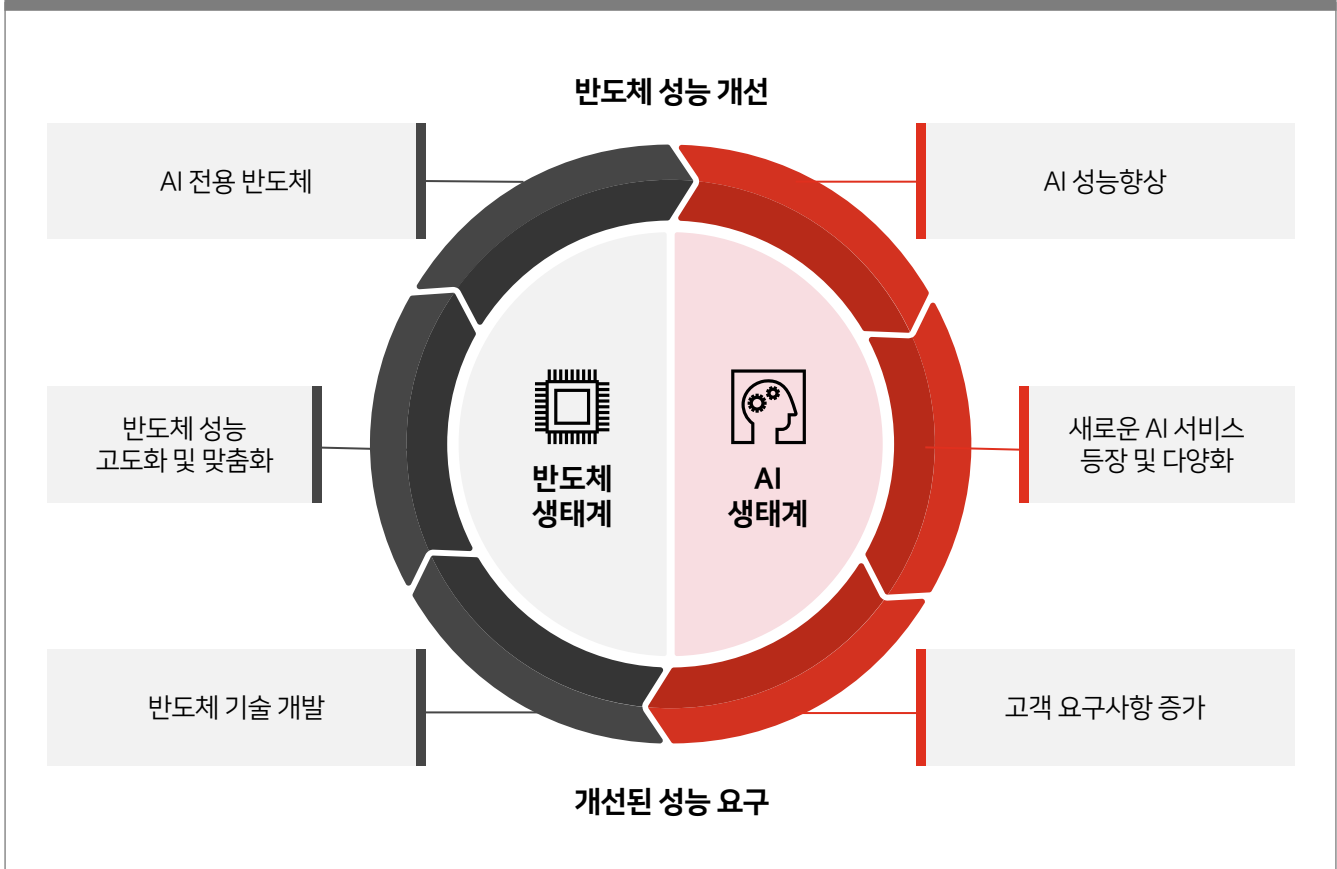 반도체 성능 개선
AI 전용 반도체
AI 성능향상
반도체 성능
고도화 및 맞춤화
반도체
생태계
AI
생태계
새로운 AI 서비스
등장 및 다양화
반도체 기술 개발
고객 요구사항 증가
개선된 성능 요구